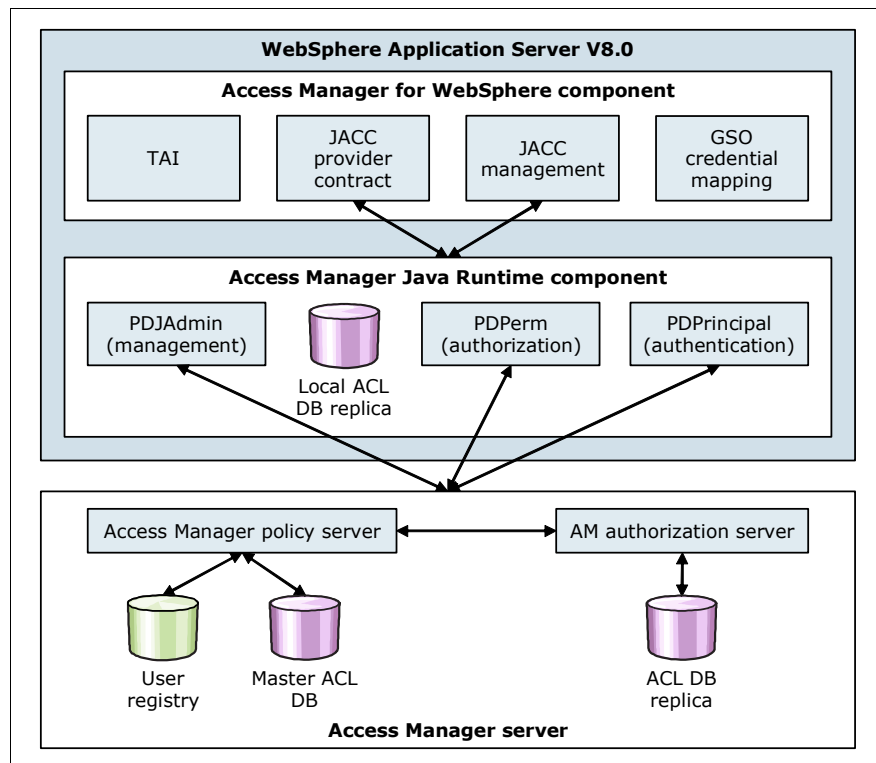 WebSphere Application Server V8.0
Access Manager for WebSphere component
TAI
JACC
provider
contract
JACC
management
GSO
credential
mapping
Access Manager Java Runtime component
PDJAdmin
(management)
Local ACL
DB replica
PDPerm
(authorization)
PDPrincipal
(authentication)
Access Manager policy server
AM authorization server
User
registry
Master ACL
DB
ACL DB
replica
Access Manager server